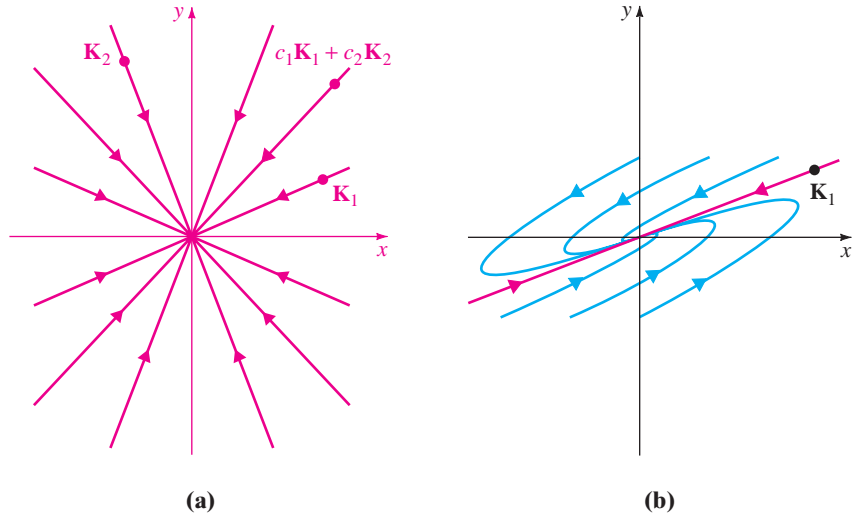 y
K₂
c₁K₁ + c₂K₂
K₁
x
(a)
y
K₁
x
(b)